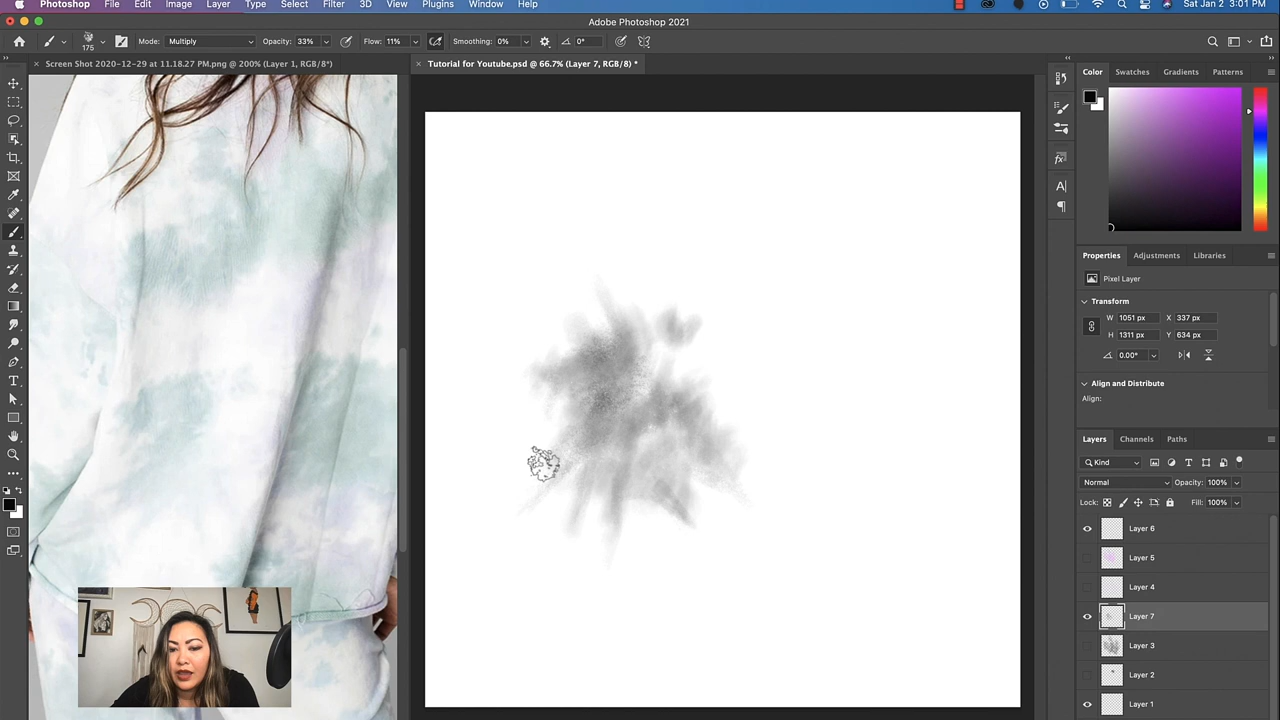 Photoshop File Edit Image Layer Type Select Filter 3D View Plugins Window Help Sat Jan 2 3:01 PM
Adobe Photoshop 2021
175 Mode: Multiply Opacity: 33% Flow: 11% Smoothing: 0% 0°
Screen Shot 2020-12-29 at 11.18.27 PM.png @ 200% (Layer 1, RGB/8*)
Tutorial for Youtube.psd @ 66.7% (Layer 7, RGB/8) *
Color Swatches Gradients Patterns
Properties Adjustments Libraries
Pixel Layer
Transform
W 1051 px X 337 px
H 1311 px Y 634 px
0.00°
Align and Distribute
Align:
Layers Channels Paths
Kind
Normal Opacity: 100%
Lock: Fill: 100%
Layer 6
Layer 5
Layer 4
Layer 7
Layer 3
Layer 2
Layer 1